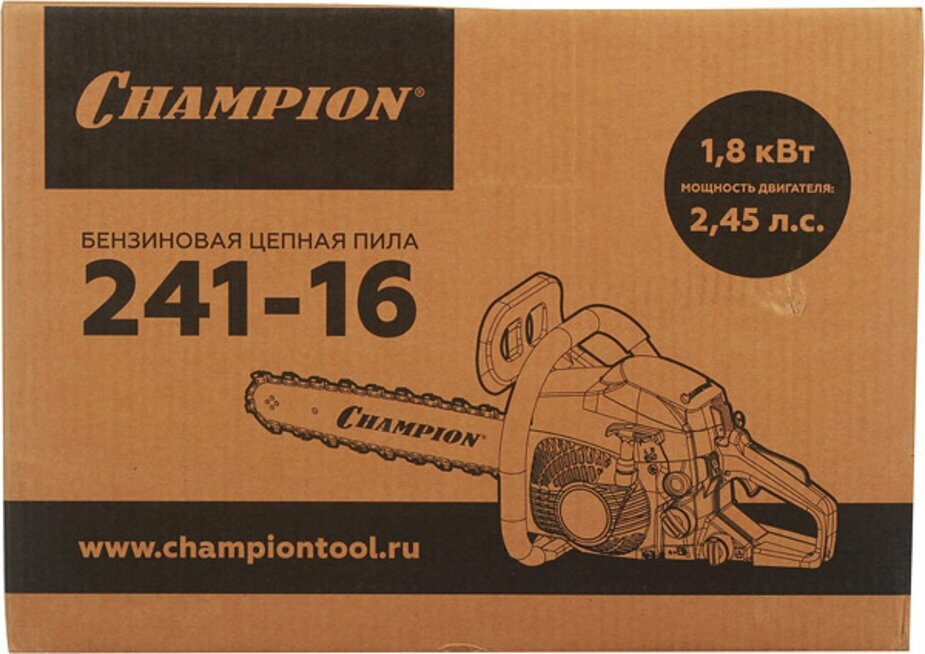 CHAMPION®
1,8 кВт
МОЩНОСТЬ ДВИГАТЕЛЯ:
2,45 л.с.
БЕНЗИНОВАЯ ЦЕПНАЯ ПИЛА
241-16
CHAMPION®
www.championtool.ru